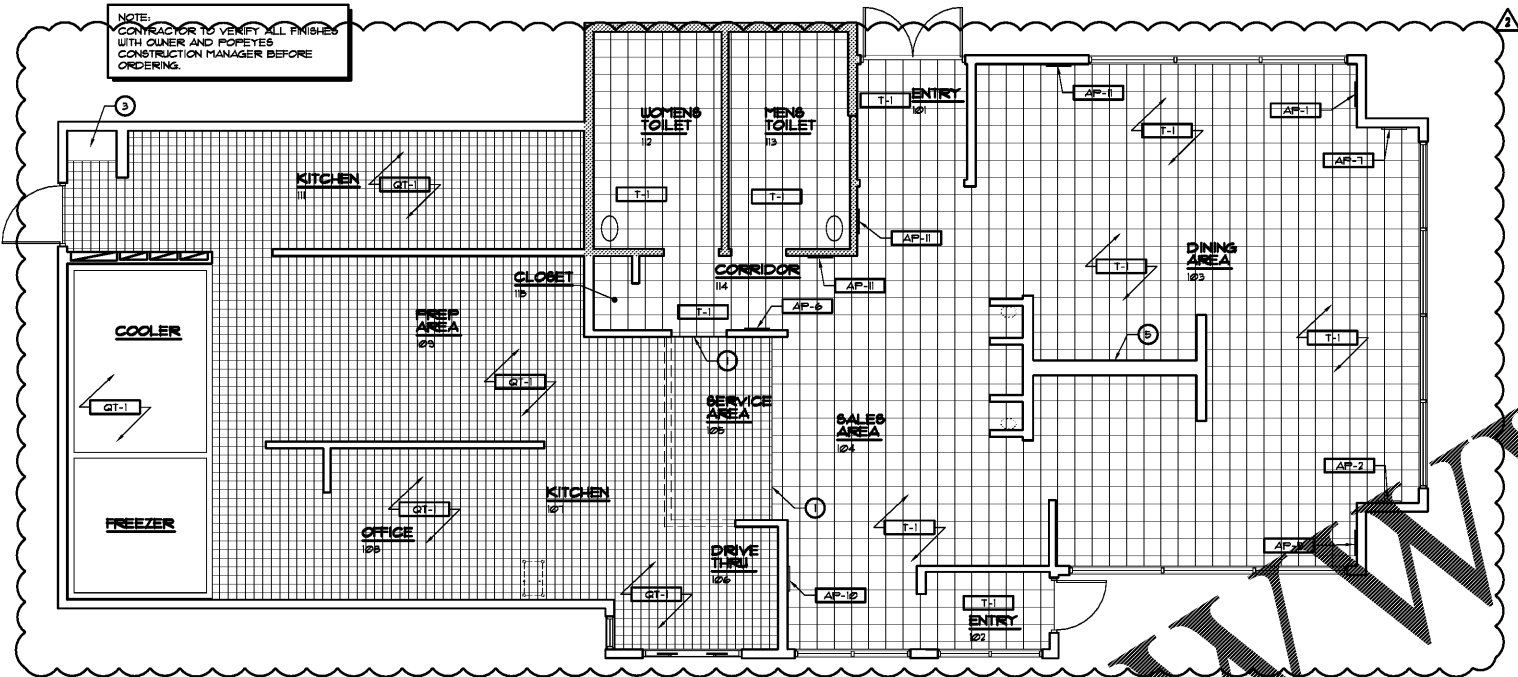 NOTE:
CONTRACTOR TO VERIFY ALL FINISHES
WITH OWNER AND POPEYES
CONSTRUCTION MANAGER BEFORE
ORDERING.
2
3
WOMENS
TOILET
112
MENS
TOILET
113
T-1
ENTRY
101
AP-11
AP-1
T-1
AP-7
KITCHEN
111
QT-1
T-1
T-1
AP-11
DINING
AREA
103
T-1
CLOSET
115
CORRIDOR
114
AP-11
AP-6
T-1
COOLER
PREP
AREA
109
1
5
T-1
QT-1
QT-1
SERVICE
AREA
105
SALES
AREA
104
AP-2
FREEZER
KITCHEN
107
QT-1
OFFICE
108
1
T-1
DRIVE
THRU
106
QT-1
AP-10
T-1
ENTRY
102
WW